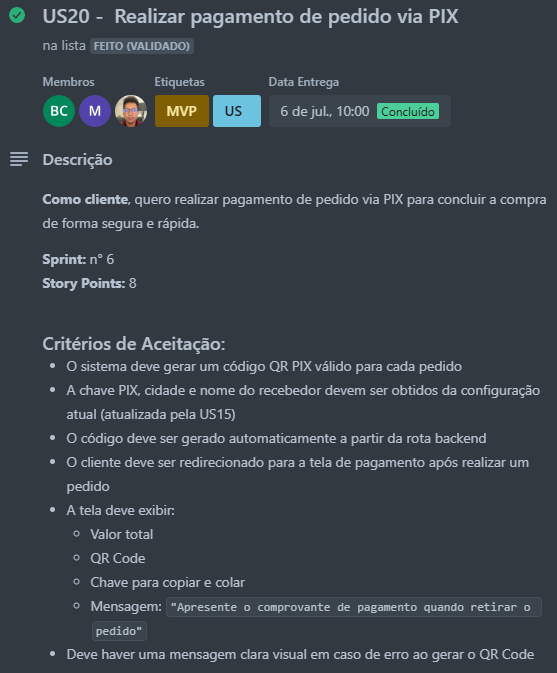 US20 -  Realizar pagamento de pedido via PIX
na lista FEITO (VALIDADO)
Membros
Etiquetas
Data Entrega
BC
M
MVP
US
6 de jul., 10:00 Concluído
Descrição
Como cliente, quero realizar pagamento de pedido via PIX para concluir a compra
de forma segura e rápida.
Sprint: n° 6
Story Points: 8
Critérios de Aceitação:
• O sistema deve gerar um código QR PIX válido para cada pedido
• A chave PIX, cidade e nome do recebedor devem ser obtidos da configuração
atual (atualizada pela US15)
• O código deve ser gerado automaticamente a partir da rota backend
• O cliente deve ser redirecionado para a tela de pagamento após realizar um
pedido
• A tela deve exibir:
◦ Valor total
◦ QR Code
◦ Chave para copiar e colar
◦ Mensagem: "Apresente o comprovante de pagamento quando retirar o
pedido"
• Deve haver uma mensagem clara visual em caso de erro ao gerar o QR Code